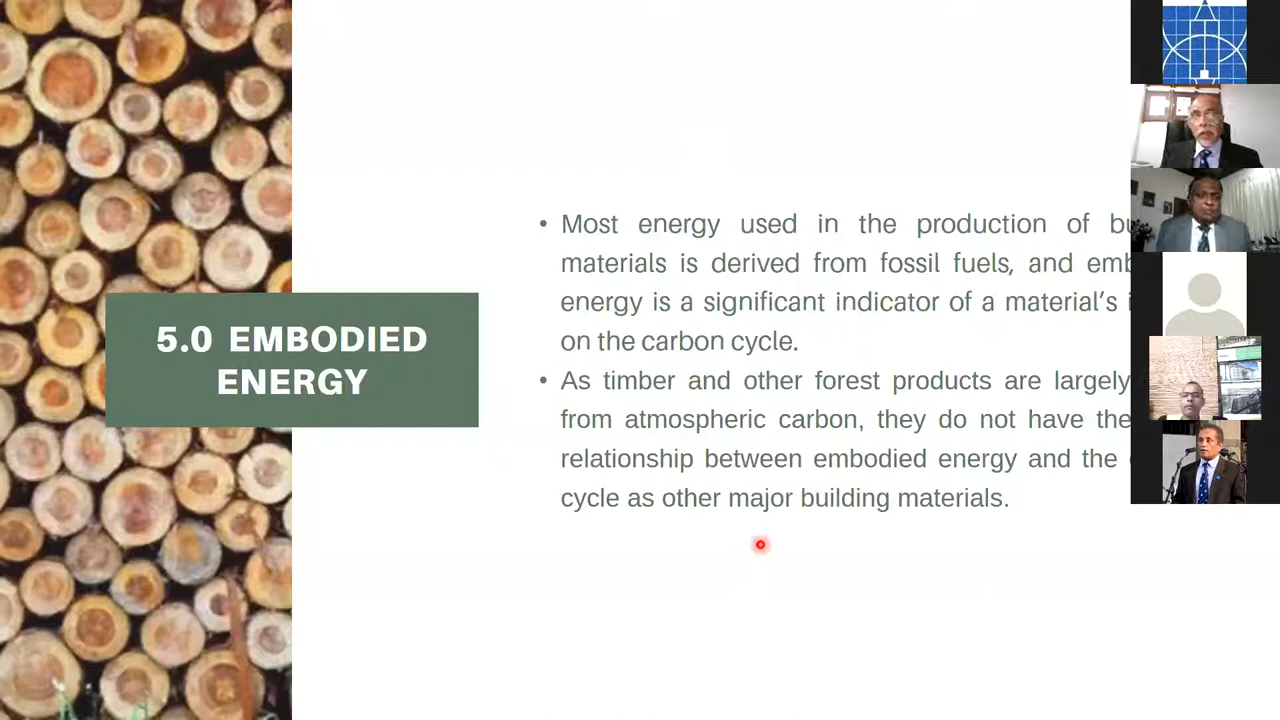 5.0 EMBODIED
ENERGY
• Most energy used in the production of
materials is derived from fossil fuels, and
energy is a significant indicator of a material’s
on the carbon cycle.
• As timber and other forest products are largely
from atmospheric carbon, they do not have the
relationship between embodied energy and the
cycle as other major building materials.